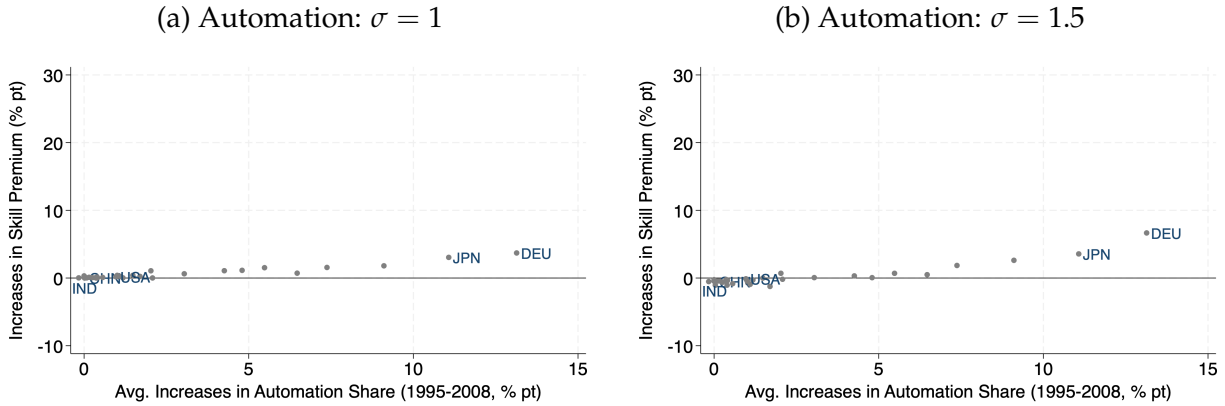 (a) Automation: σ = 1
Increases in Skill Premium (% pt)
30
20
10
0
-10
IND
CHN
USA
JPN
DEU
0 5 10 15
Avg. Increases in Automation Share (1995-2008, % pt)
(b) Automation: σ = 1.5
Increases in Skill Premium (% pt)
30
20
10
0
-10
IND
CHN
USA
JPN
DEU
0 5 10 15
Avg. Increases in Automation Share (1995-2008, % pt)